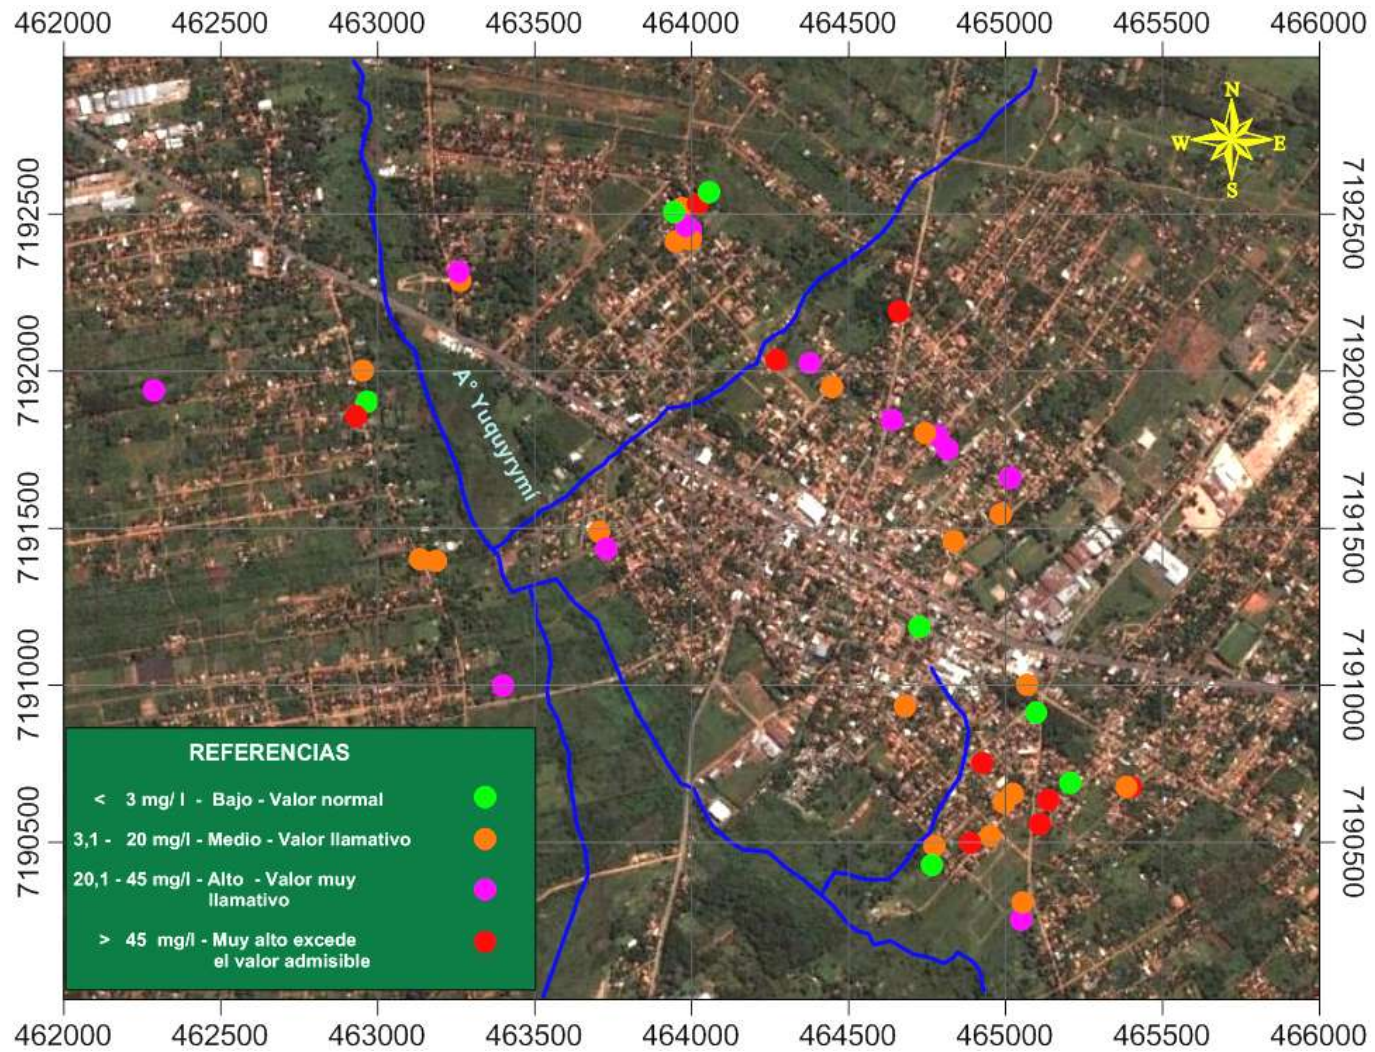 462000 462500 463000 463500 464000 464500 465000 465500 466000
N
W E
S
7192500
7192000
7191500
7191000
7190500
7192500
7192000
7191500
7191000
7190500
A° Yuquyrymí
REFERENCIAS
< 3 mg/ l - Bajo - Valor normal
3,1 - 20 mg/l - Medio - Valor llamativo
20,1 - 45 mg/l - Alto - Valor muy
llamativo
> 45 mg/l - Muy alto excede
el valor admisible
462000 462500 463000 463500 464000 464500 465000 465500 466000